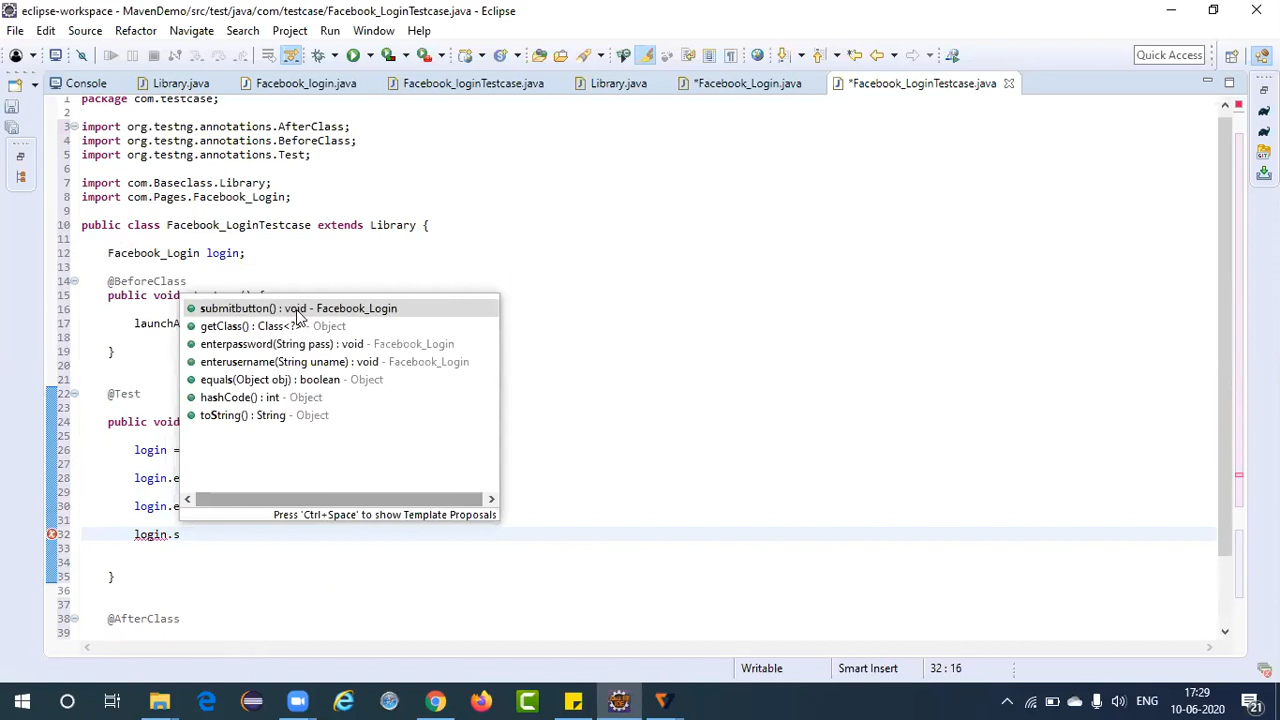 eclipse-workspace - MavenDemo/src/test/java/com/testcase/Facebook_LoginTestcase.java - Eclipse
File Edit Source Refactor Navigate Search Project Run Window Help
Quick Access
Console Library.java Facebook_login.java Facebook_LoginTestcase.java Library.java *Facebook_Login.java *Facebook_LoginTestcase.java
1 package com.testcase;
2
3 import org.testng.annotations.AfterClass;
4 import org.testng.annotations.BeforeClass;
5 import org.testng.annotations.Test;
6
7 import com.Baseclass.Library;
8 import com.Pages.Facebook_Login;
9
10 public class Facebook_LoginTestcase extends Library {
11
12 Facebook_Login login;
13
14 @BeforeClass
15 public void
16
17 launchA
18
19 }
20
21
22 @Test
23
24 public void
25
26 login =
27
28 login.e
29
30 login.e
31
32 login.s
33
34
35 }
36
37
38 @AfterClass
39
submitbutton() : void - Facebook_Login
getClass() : Class<?> - Object
enterpassword(String pass) : void - Facebook_Login
enterusername(String uname) : void - Facebook_Login
equals(Object obj) : boolean - Object
hashCode() : int - Object
toString() : String - Object
Press 'Ctrl+Space' to show Template Proposals
Writable Smart Insert 32 : 16
ENG 17:29
10-06-2020 21